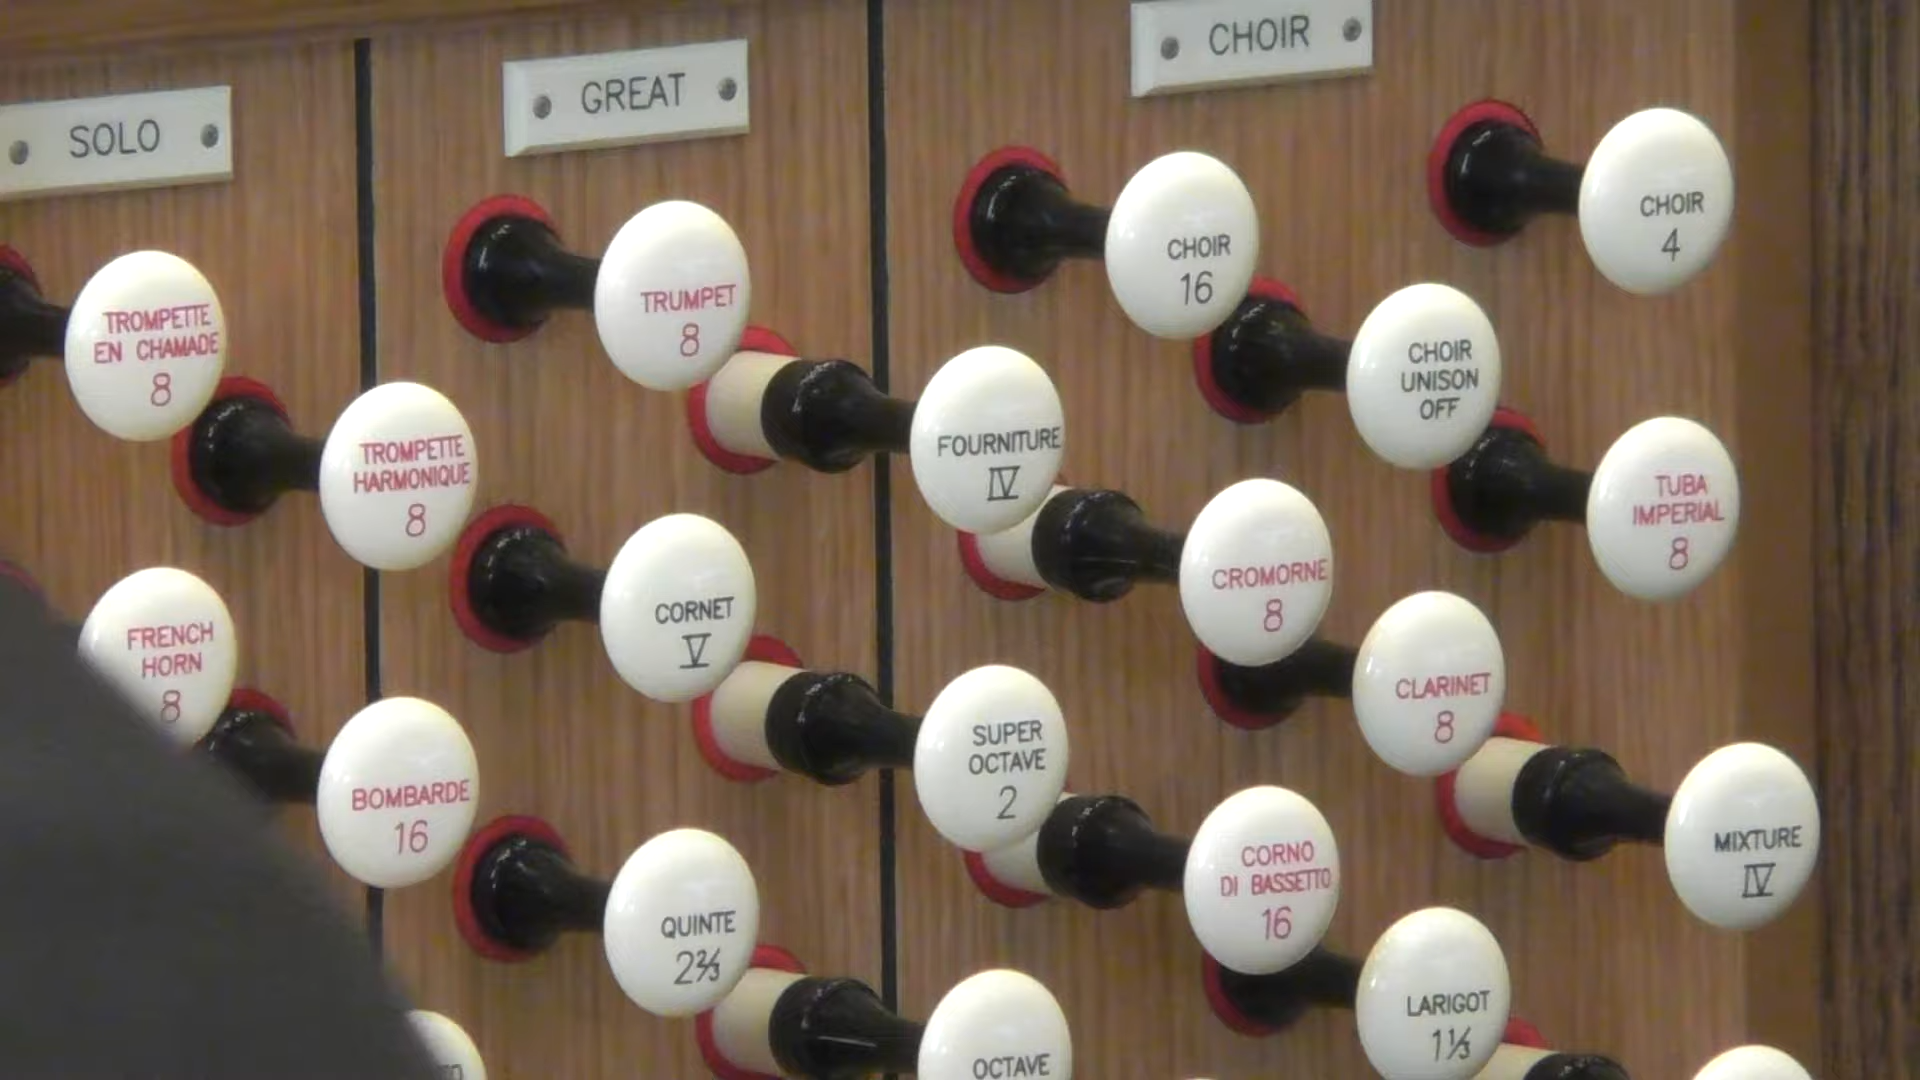 SOLO
GREAT
CHOIR
TROMPETTE
EN CHAMADE
8
TROMPETTE
HARMONIQUE
8
FRENCH
HORN
8
BOMBARDE
16
TRUMPET
8
FOURNITURE
IV
CORNET
V
SUPER
OCTAVE
2
QUINTE
2⅔
OCTAVE
CHOIR
16
CHOIR
4
CHOIR
UNISON
OFF
TUBA
IMPERIAL
8
CROMORNE
8
CLARINET
8
MIXTURE
IV
CORNO
DI BASSETTO
16
LARIGOT
1⅓